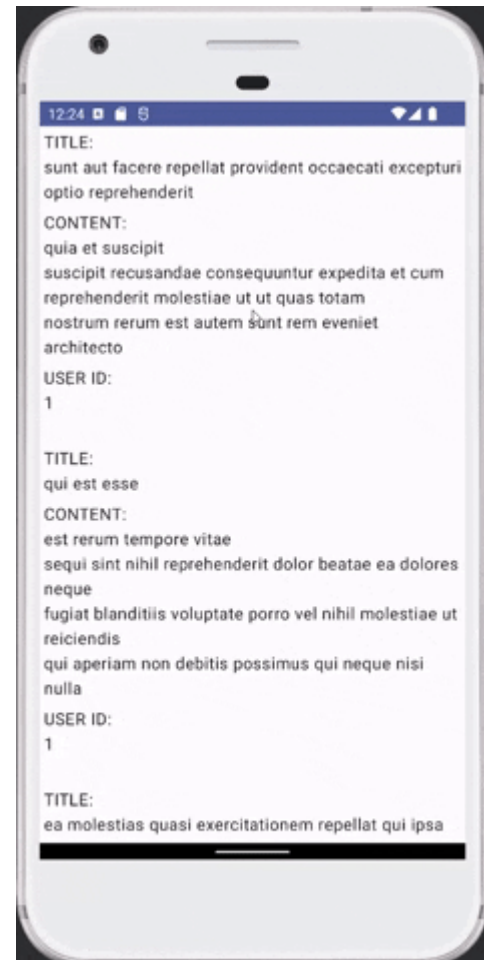 12:24
TITLE:
sunt aut facere repellat provident occaecati excepturi
optio reprehenderit
CONTENT:
quia et suscipit
suscipit recusandae consequuntur expedita et cum
reprehenderit molestiae ut ut quas totam
nostrum rerum est autem sunt rem eveniet
architecto
USER ID:
1
TITLE:
qui est esse
CONTENT:
est rerum tempore vitae
sequi sint nihil reprehenderit dolor beatae ea dolores
neque
fugiat blanditiis voluptate porro vel nihil molestiae ut
reiciendis
qui aperiam non debitis possimus qui neque nisi
nulla
USER ID:
1
TITLE:
ea molestias quasi exercitationem repellat qui ipsa